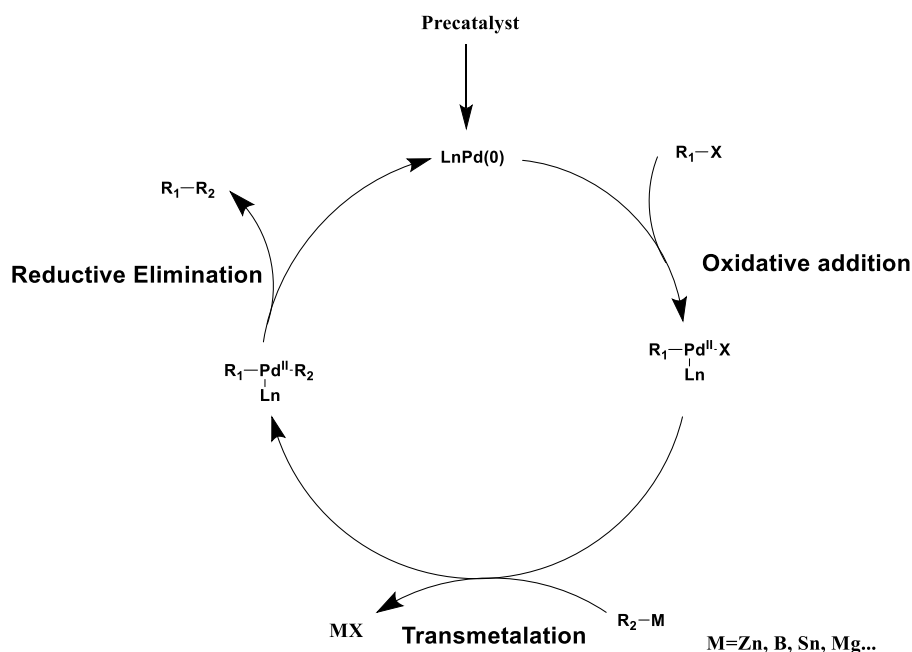 Precatalyst
LnPd(0)
R₁–X
R₁–R₂
Reductive Elimination
Oxidative addition
R₁–Pdᴵᴵ-X
Ln
R₁–Pdᴵᴵ-R₂
Ln
R₂–M
MX
Transmetalation
M=Zn, B, Sn, Mg...